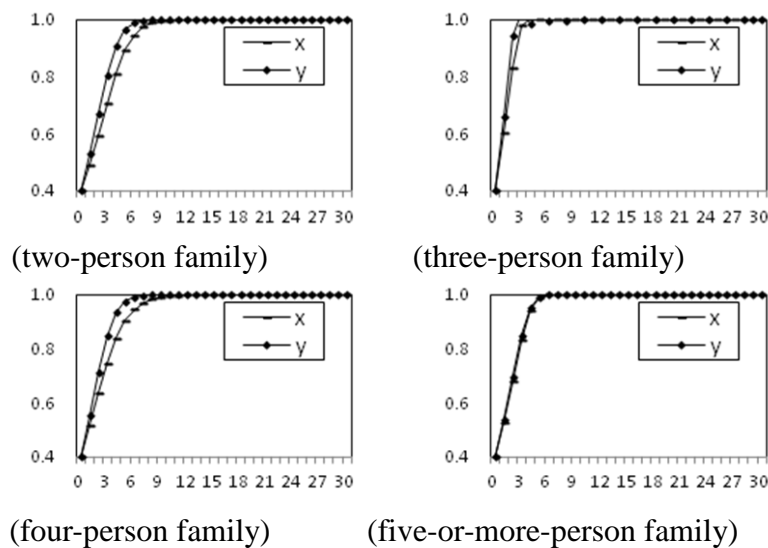 1.0
0.8
0.6
0.4
x
y
0 3 6 9 12 15 18 21 24 27 30
(two-person family)
1.0
0.8
0.6
0.4
x
y
0 3 6 9 12 15 18 21 24 27 30
(three-person family)
1.0
0.8
0.6
0.4
x
y
0 3 6 9 12 15 18 21 24 27 30
(four-person family)
1.0
0.8
0.6
0.4
x
y
0 3 6 9 12 15 18 21 24 27 30
(five-or-more-person family)